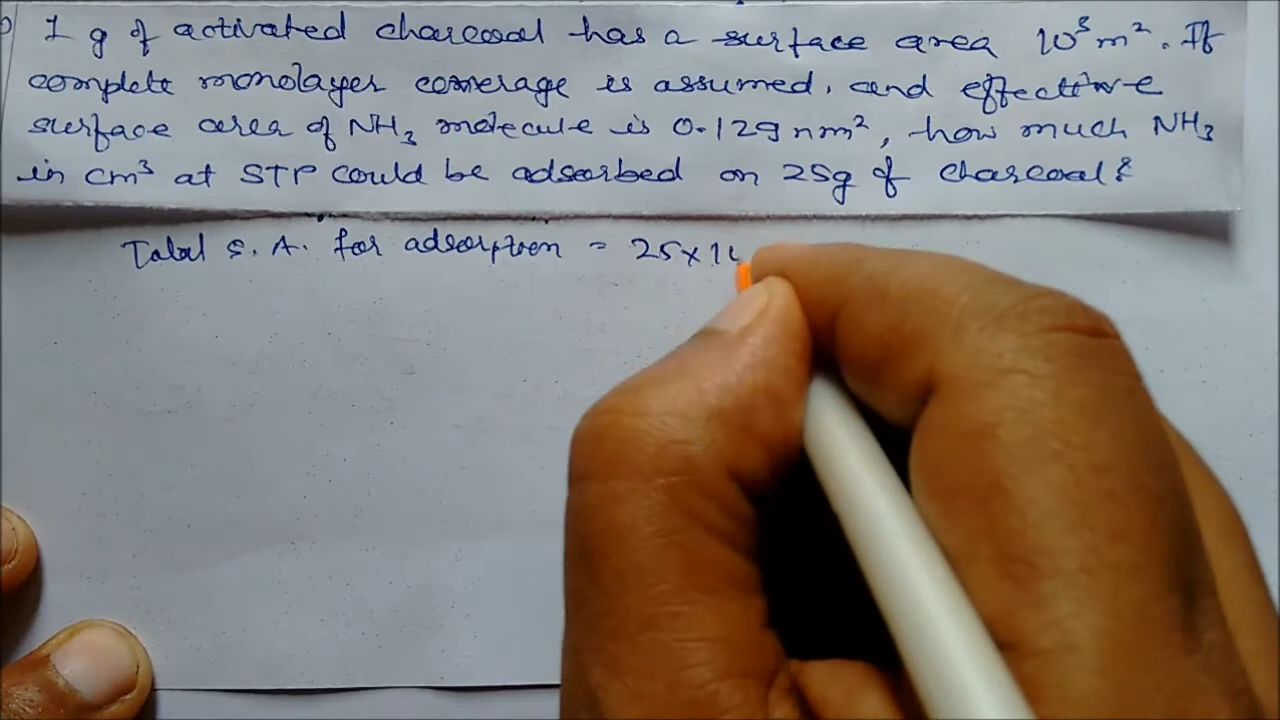 1 g of activated charcoal has a surface area 10³ m². If
complete monolayer coverage is assumed, and effective
surface area of NH₃ molecule is 0.129 nm², how much NH₃
in cm³ at STP could be adsorbed on 25g of charcoal?
Total S.A. for adsorption = 25×10